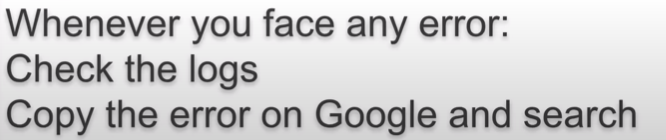 Whenever you face any error:
Check the logs
Copy the error on Google and search